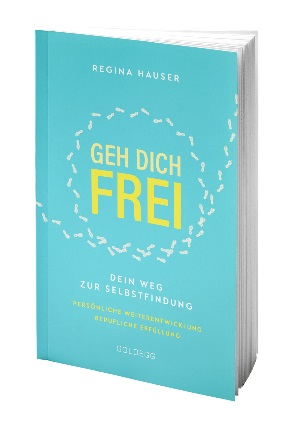 REGINA HAUSER
GEH DICH
FREI
DEIN WEG
ZUR SELBSTFINDUNG
PERSÖNLICHE WEITERENTWICKLUNG
BERUFLICHE ERFÜLLUNG
GOLDEGG